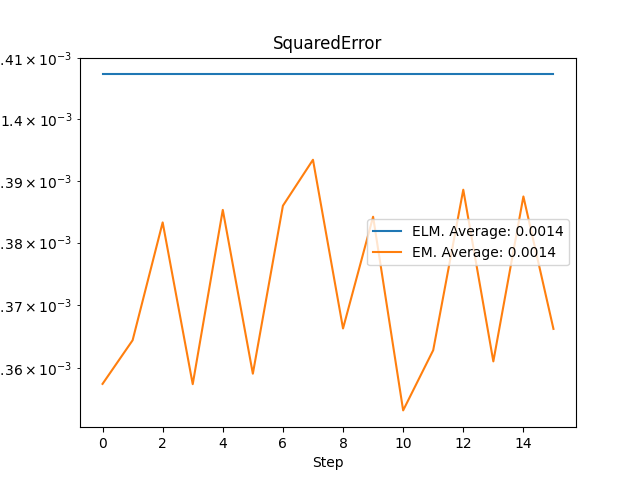 SquaredError
.41 × 10⁻³
1.4 × 10⁻³
.39 × 10⁻³
.38 × 10⁻³
.37 × 10⁻³
.36 × 10⁻³
ELM. Average: 0.0014
EM. Average: 0.0014
0 2 4 6 8 10 12 14
Step